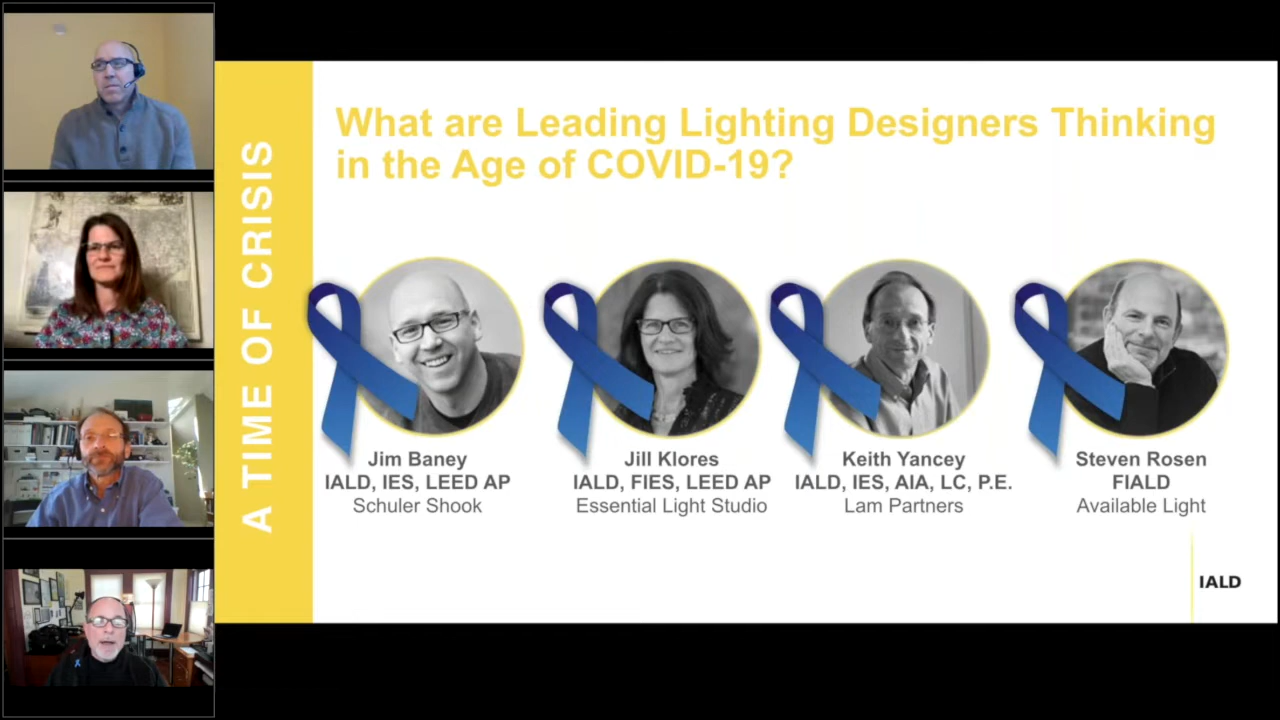 A TIME OF CRISIS
What are Leading Lighting Designers Thinking
in the Age of COVID-19?
Jim Baney
IALD, IES, LEED AP
Schuler Shook
Jill Klores
IALD, FIES, LEED AP
Essential Light Studio
Keith Yancey
IALD, IES, AIA, LC, P.E.
Lam Partners
Steven Rosen
FIALD
Available Light
IALD